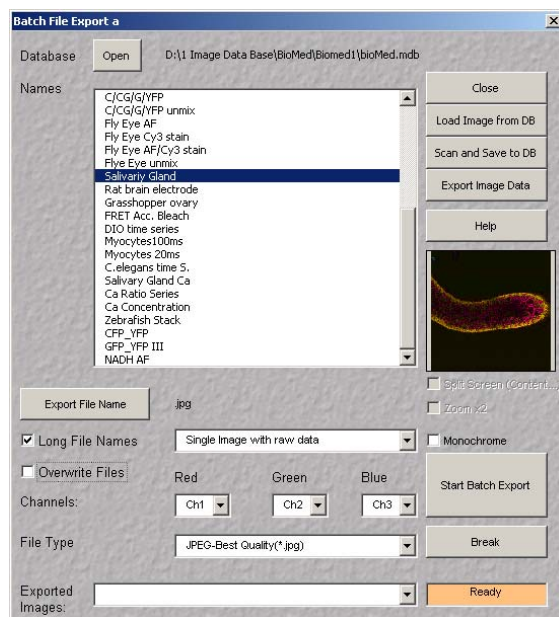 Batch File Export a
Database
Open
D:\1 Image Data Base\BioMed\Biomed1\bioMed.mdb
Names
C/CG/G/YFP
C/CG/G/YFP unmix
Fly Eye AF
Fly Eye Cy3 stain
Fly Eye AF/Cy3 stain
Flye Eye unmix
Salivariy Gland
Rat brain electrode
Grasshopper ovary
FRET Acc. Bleach
DIO time series
Myocytes100ms
Myocytes 20ms
C.elegans time S.
Salivary Gland Ca
Ca Ratio Series
Ca Concentration
Zebrafish Stack
CFP_YFP
GFP_YFP III
NADH AF
Close
Load Image from DB
Scan and Save to DB
Export Image Data
Help
Split Screen (Content...)
Zoom x2
Export File Name
.jpg
Long File Names
Single Image with raw data
Monochrome
Overwrite Files
Red Green Blue
Channels:
Ch1 Ch2 Ch3
Start Batch Export
File Type
JPEG-Best Quality(*.jpg)
Break
Exported
Images:
Ready